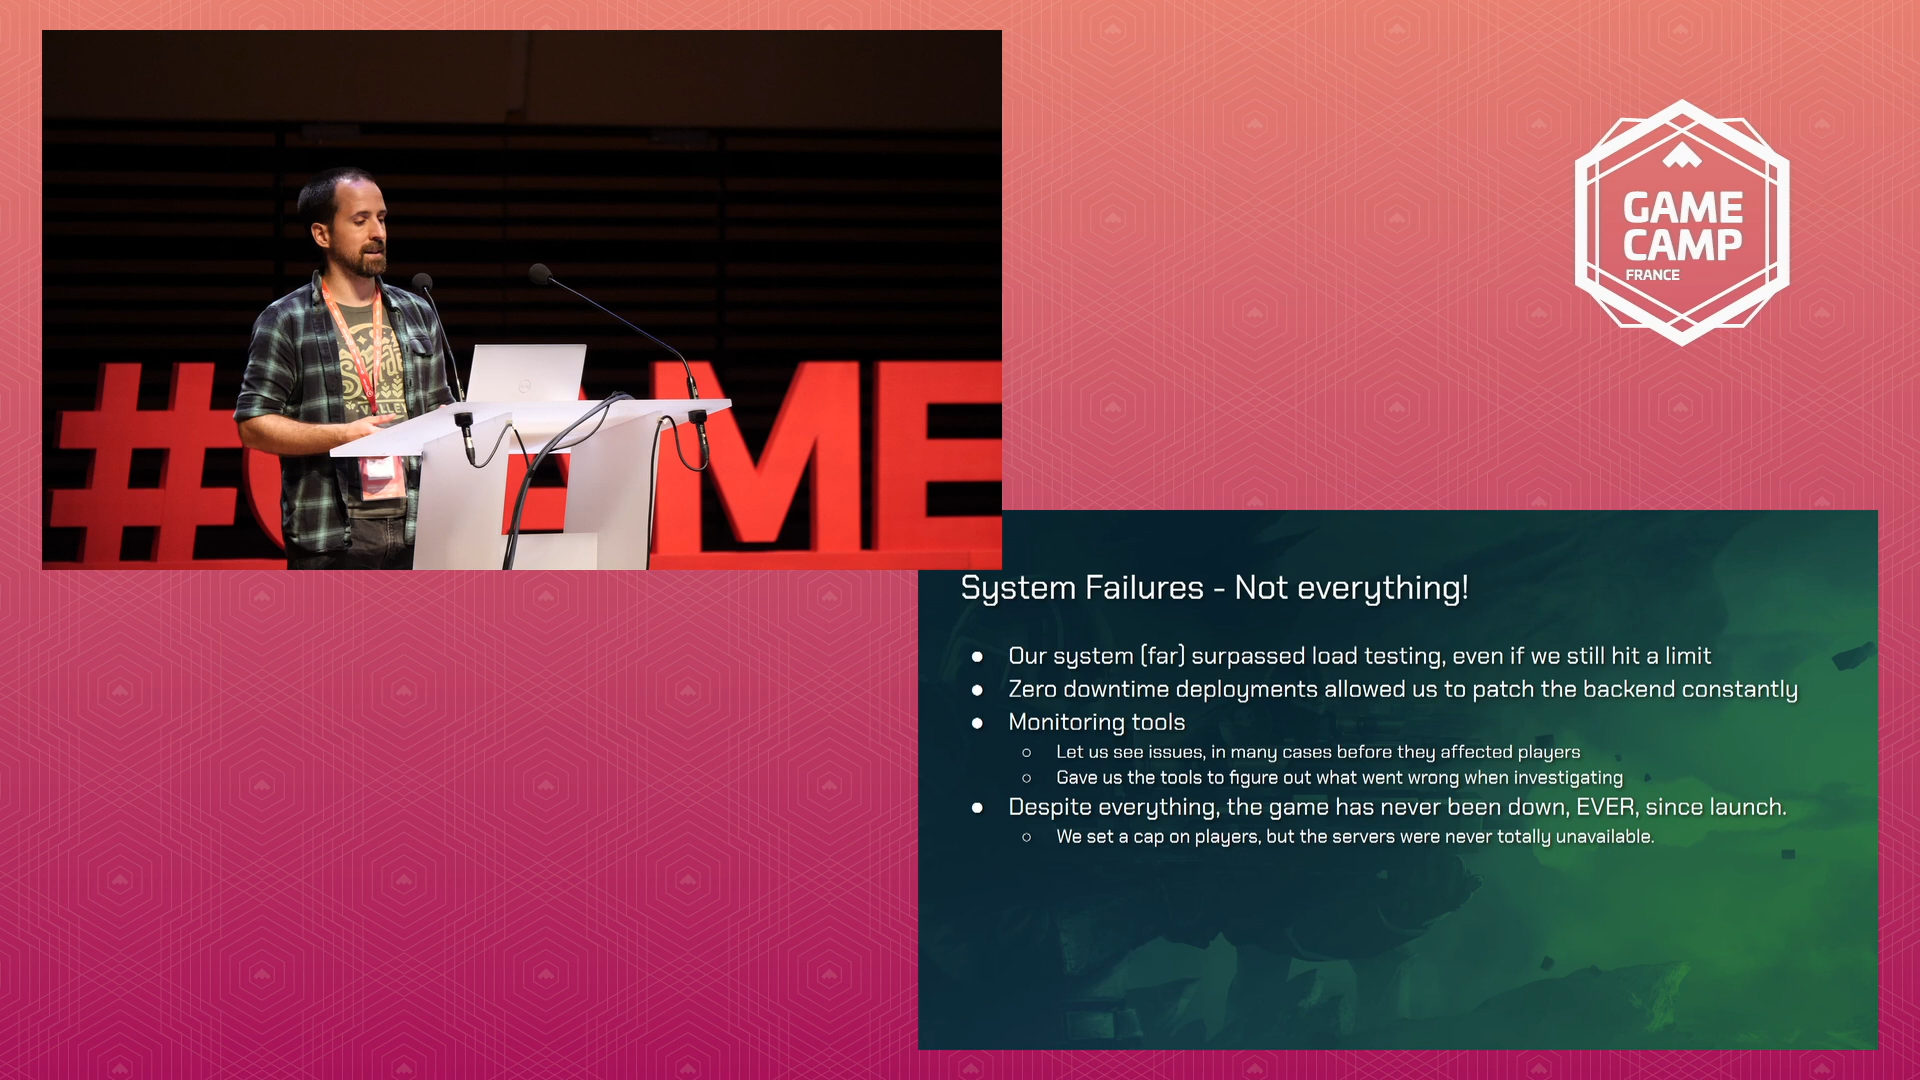 GAME
CAMP
FRANCE
#GAME
VALLEY
System Failures - Not everything!
● Our system (far) surpassed load testing, even if we still hit a limit
● Zero downtime deployments allowed us to patch the backend constantly
● Monitoring tools
○ Let us see issues, in many cases before they affected players
○ Gave us the tools to figure out what went wrong when investigating
● Despite everything, the game has never been down, EVER, since launch.
○ We set a cap on players, but the servers were never totally unavailable.